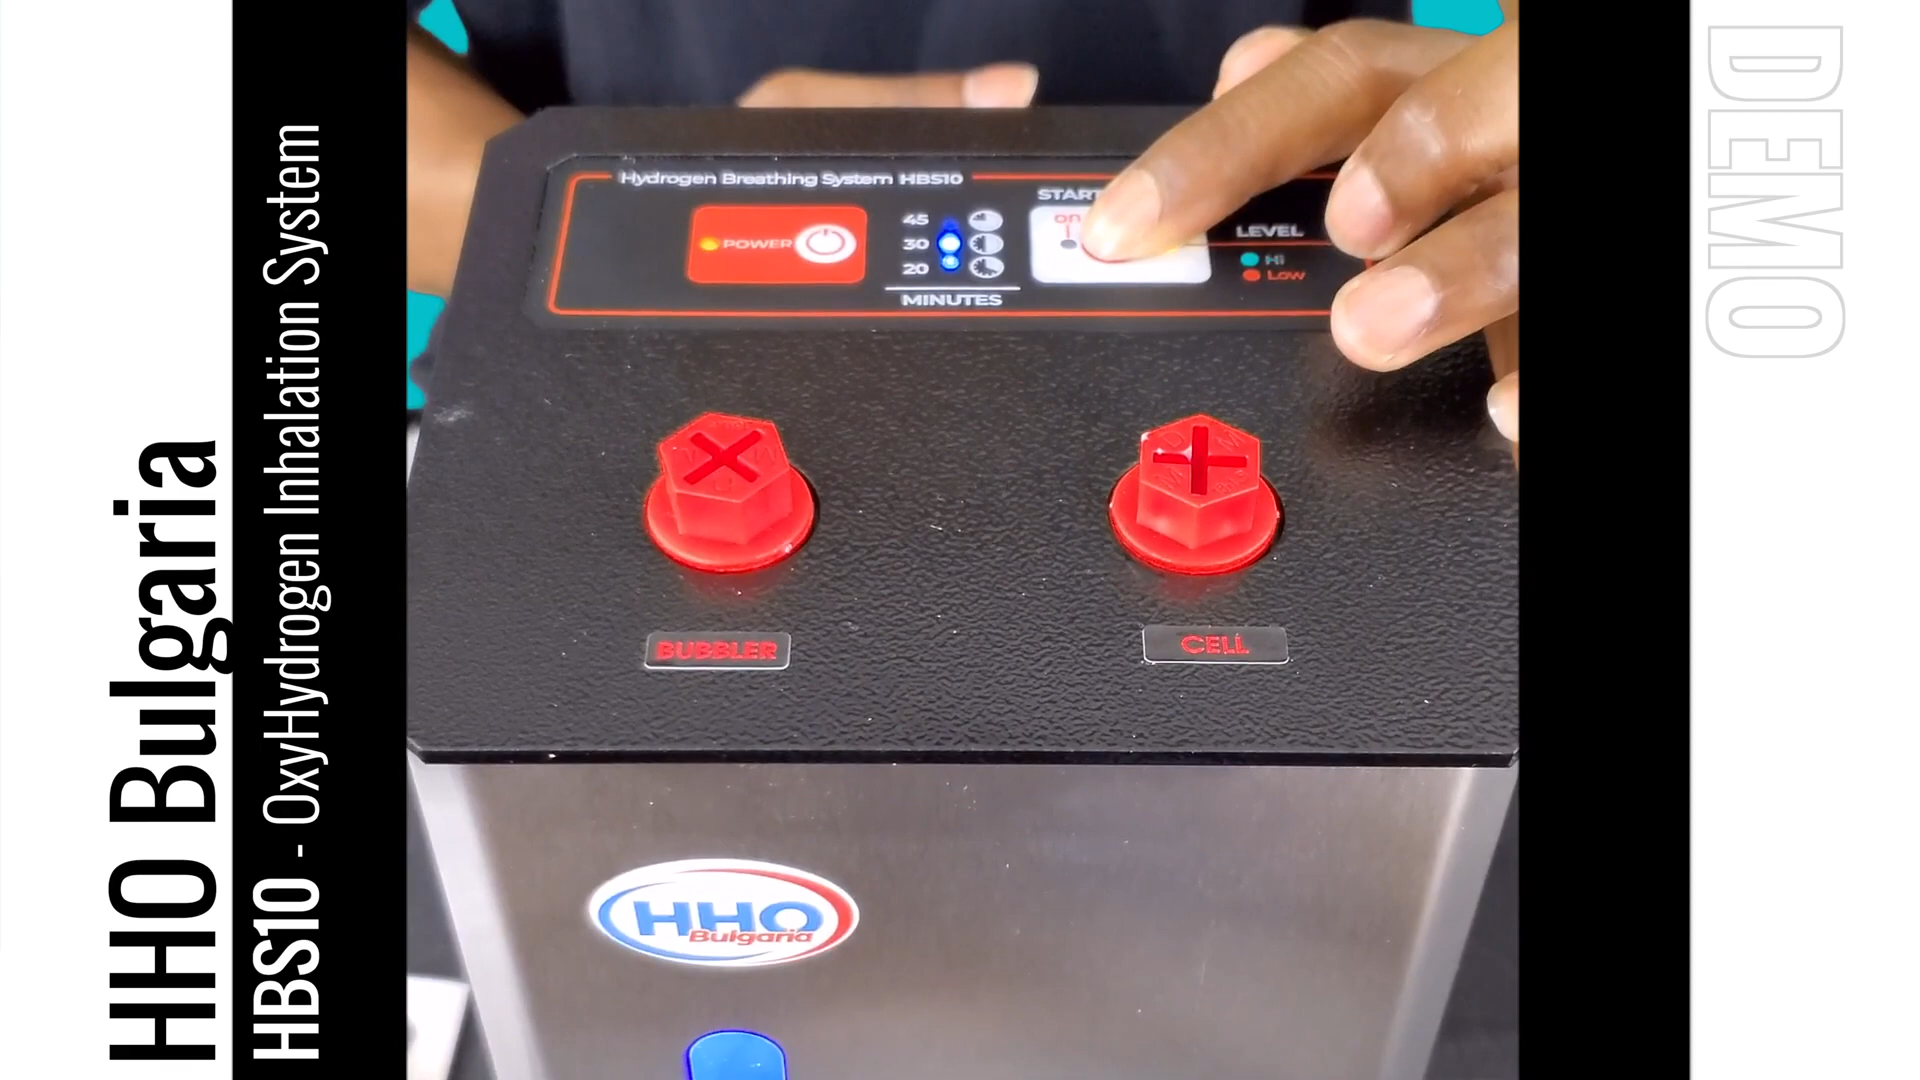 HHO Bulgaria
HBS10 - OxyHydrogen Inhalation System
DEMO
Hydrogen Breathing System HBS10
POWER
45
30
20
MINUTES
START
on
LEVEL
Hi
Low
BUBBLER
CELL
HHO
Bulgaria